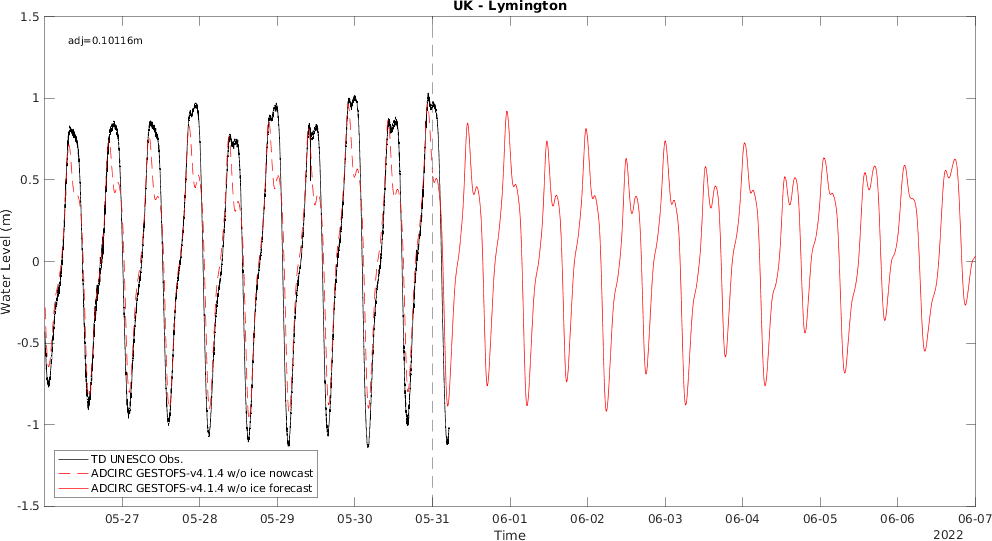 UK - Lymington
adj=0.10116m
1.5
1
0.5
0
-0.5
-1
-1.5
Water Level (m)
TD UNESCO Obs.
ADCIRC GESTOFS-v4.1.4 w/o ice nowcast
ADCIRC GESTOFS-v4.1.4 w/o ice forecast
05-27 05-28 05-29 05-30 05-31 06-01 06-02 06-03 06-04 06-05 06-06 06-07
Time
2022